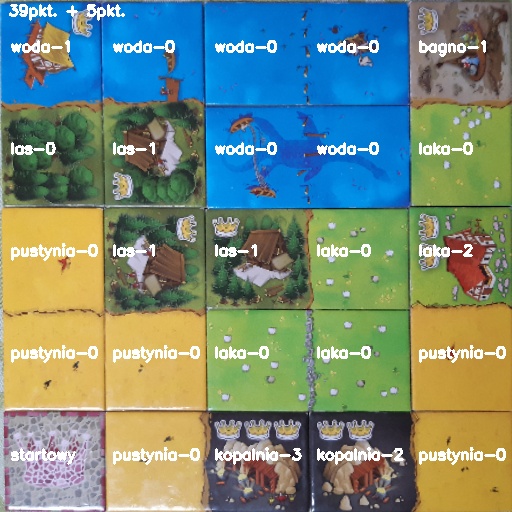 39pkt. + 5pkt.
woda-1 woda-0 woda-0 woda-0 bagno-1
las-0 las-1 woda-0 woda-0 laka-0
pustynia-0 las-1 las-1 laka-0 laka-2
pustynia-0 pustynia-0 laka-0 laka-0 pustynia-0
startowy pustynia-0 kopalnia-3 kopalnia-2 pustynia-0